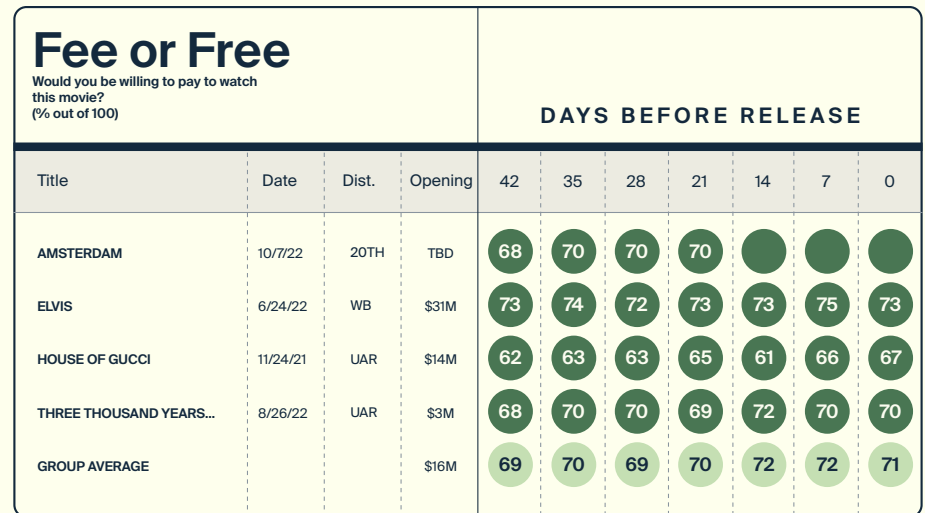 Fee or Free
Would you be willing to pay to watch
this movie?
(% out of 100)
DAYS BEFORE RELEASE
Title Date Dist. Opening 42 35 28 21 14 7 0
AMSTERDAM 10/7/22 20TH TBD 68 70 70 70
ELVIS 6/24/22 WB $31M 73 74 72 73 73 75 73
HOUSE OF GUCCI 11/24/21 UAR $14M 62 63 63 65 61 66 67
THREE THOUSAND YEARS... 8/26/22 UAR $3M 68 70 70 69 72 70 70
GROUP AVERAGE $16M 69 70 69 70 72 72 71